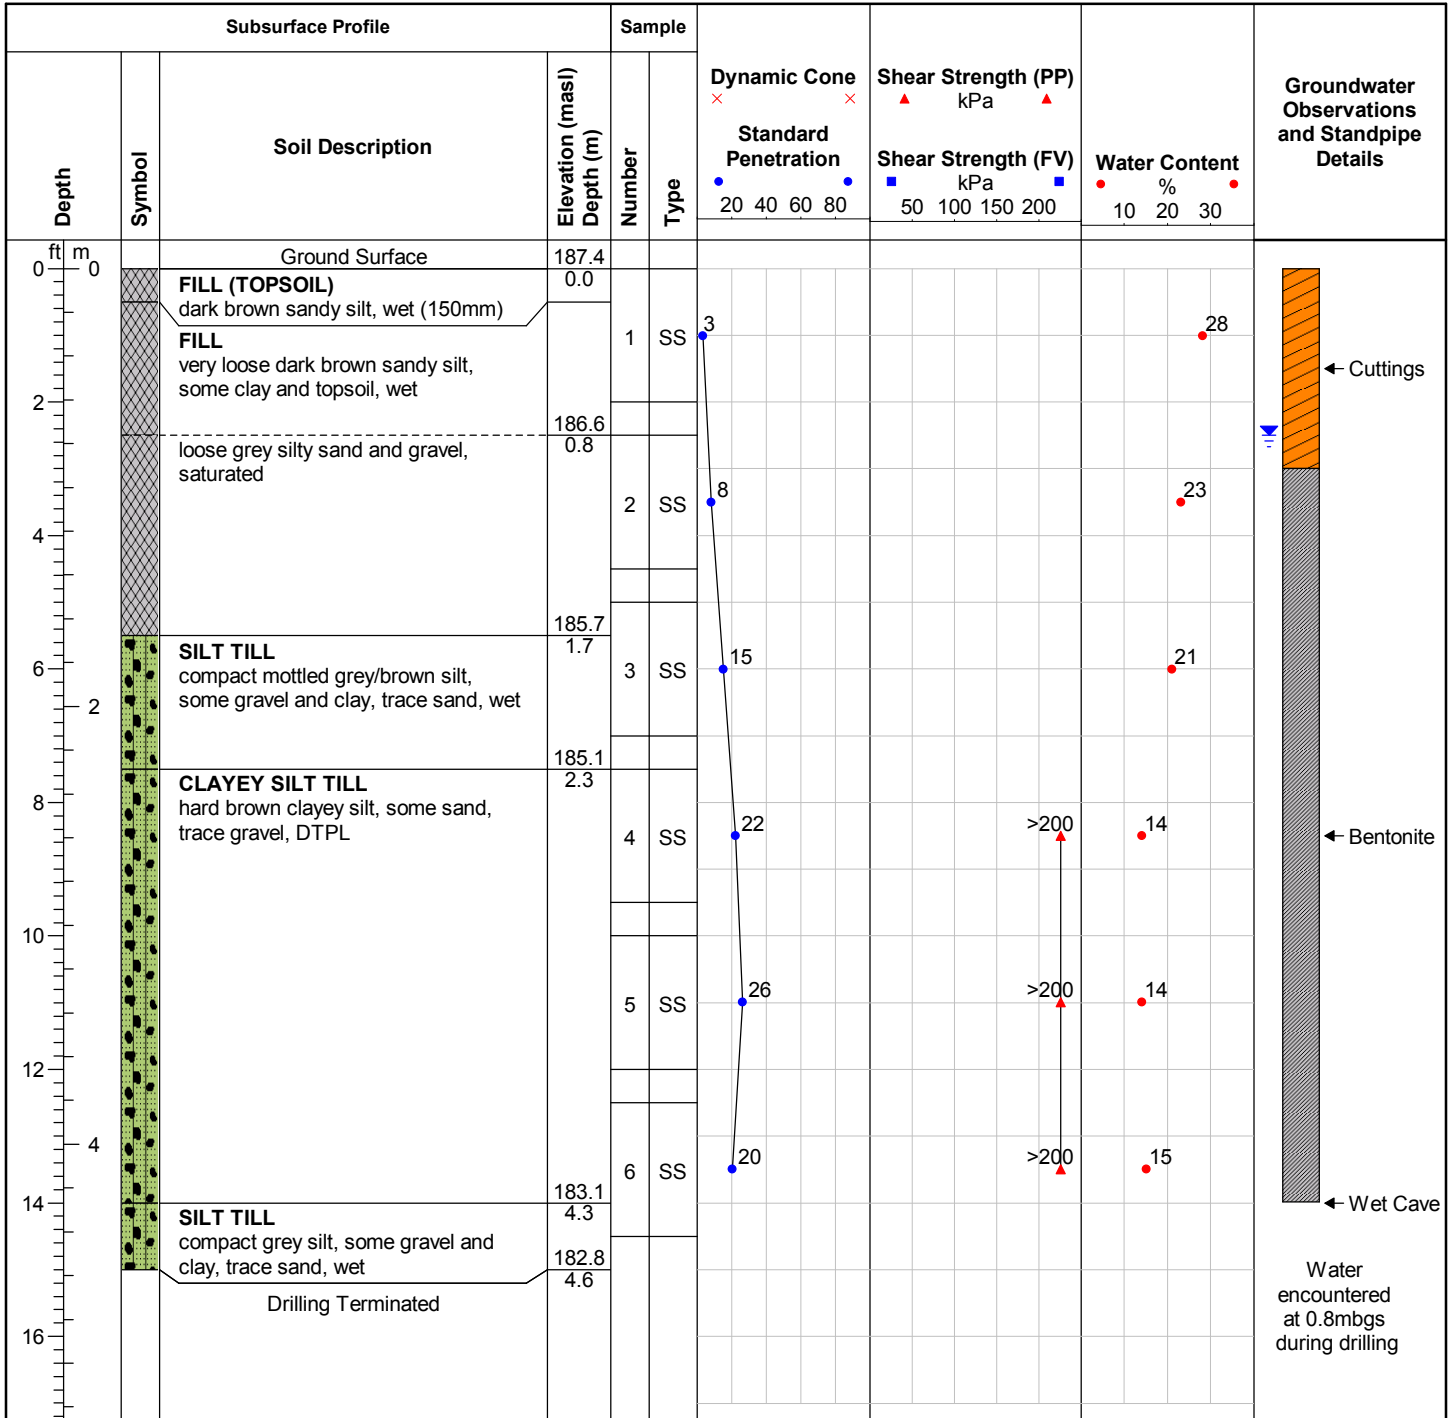 Subsurface Profile
Sample
Depth
Symbol
Soil Description
Elevation (masl)
Depth (m)
Number
Type
Dynamic Cone
Standard
Penetration
20 40 60 80
Shear Strength (PP)
kPa
Shear Strength (FV)
kPa
50 100 150 200
Water Content
%
10 20 30
Groundwater
Observations
and Standpipe
Details
ft m
Ground Surface
187.4
0 0
0.0
FILL (TOPSOIL)
dark brown sandy silt, wet (150mm)
FILL
very loose dark brown sandy silt,
some clay and topsoil, wet
1 SS
3
28
Cuttings
2
186.6
0.8
loose grey silty sand and gravel,
saturated
2 SS
8
23
4
185.7
1.7
SILT TILL
compact mottled grey/brown silt,
some gravel and clay, trace sand, wet
6
3 SS
15
21
2
185.1
2.3
CLAYEY SILT TILL
hard brown clayey silt, some sand,
trace gravel, DTPL
8
4 SS
22
>200
14
Bentonite
10
5 SS
26
>200
14
12
4
6 SS
20
>200
15
183.1
4.3
14
Wet Cave
SILT TILL
compact grey silt, some gravel and
clay, trace sand, wet
182.8
4.6
Drilling Terminated
16
Water
encountered
at 0.8mbgs
during drilling